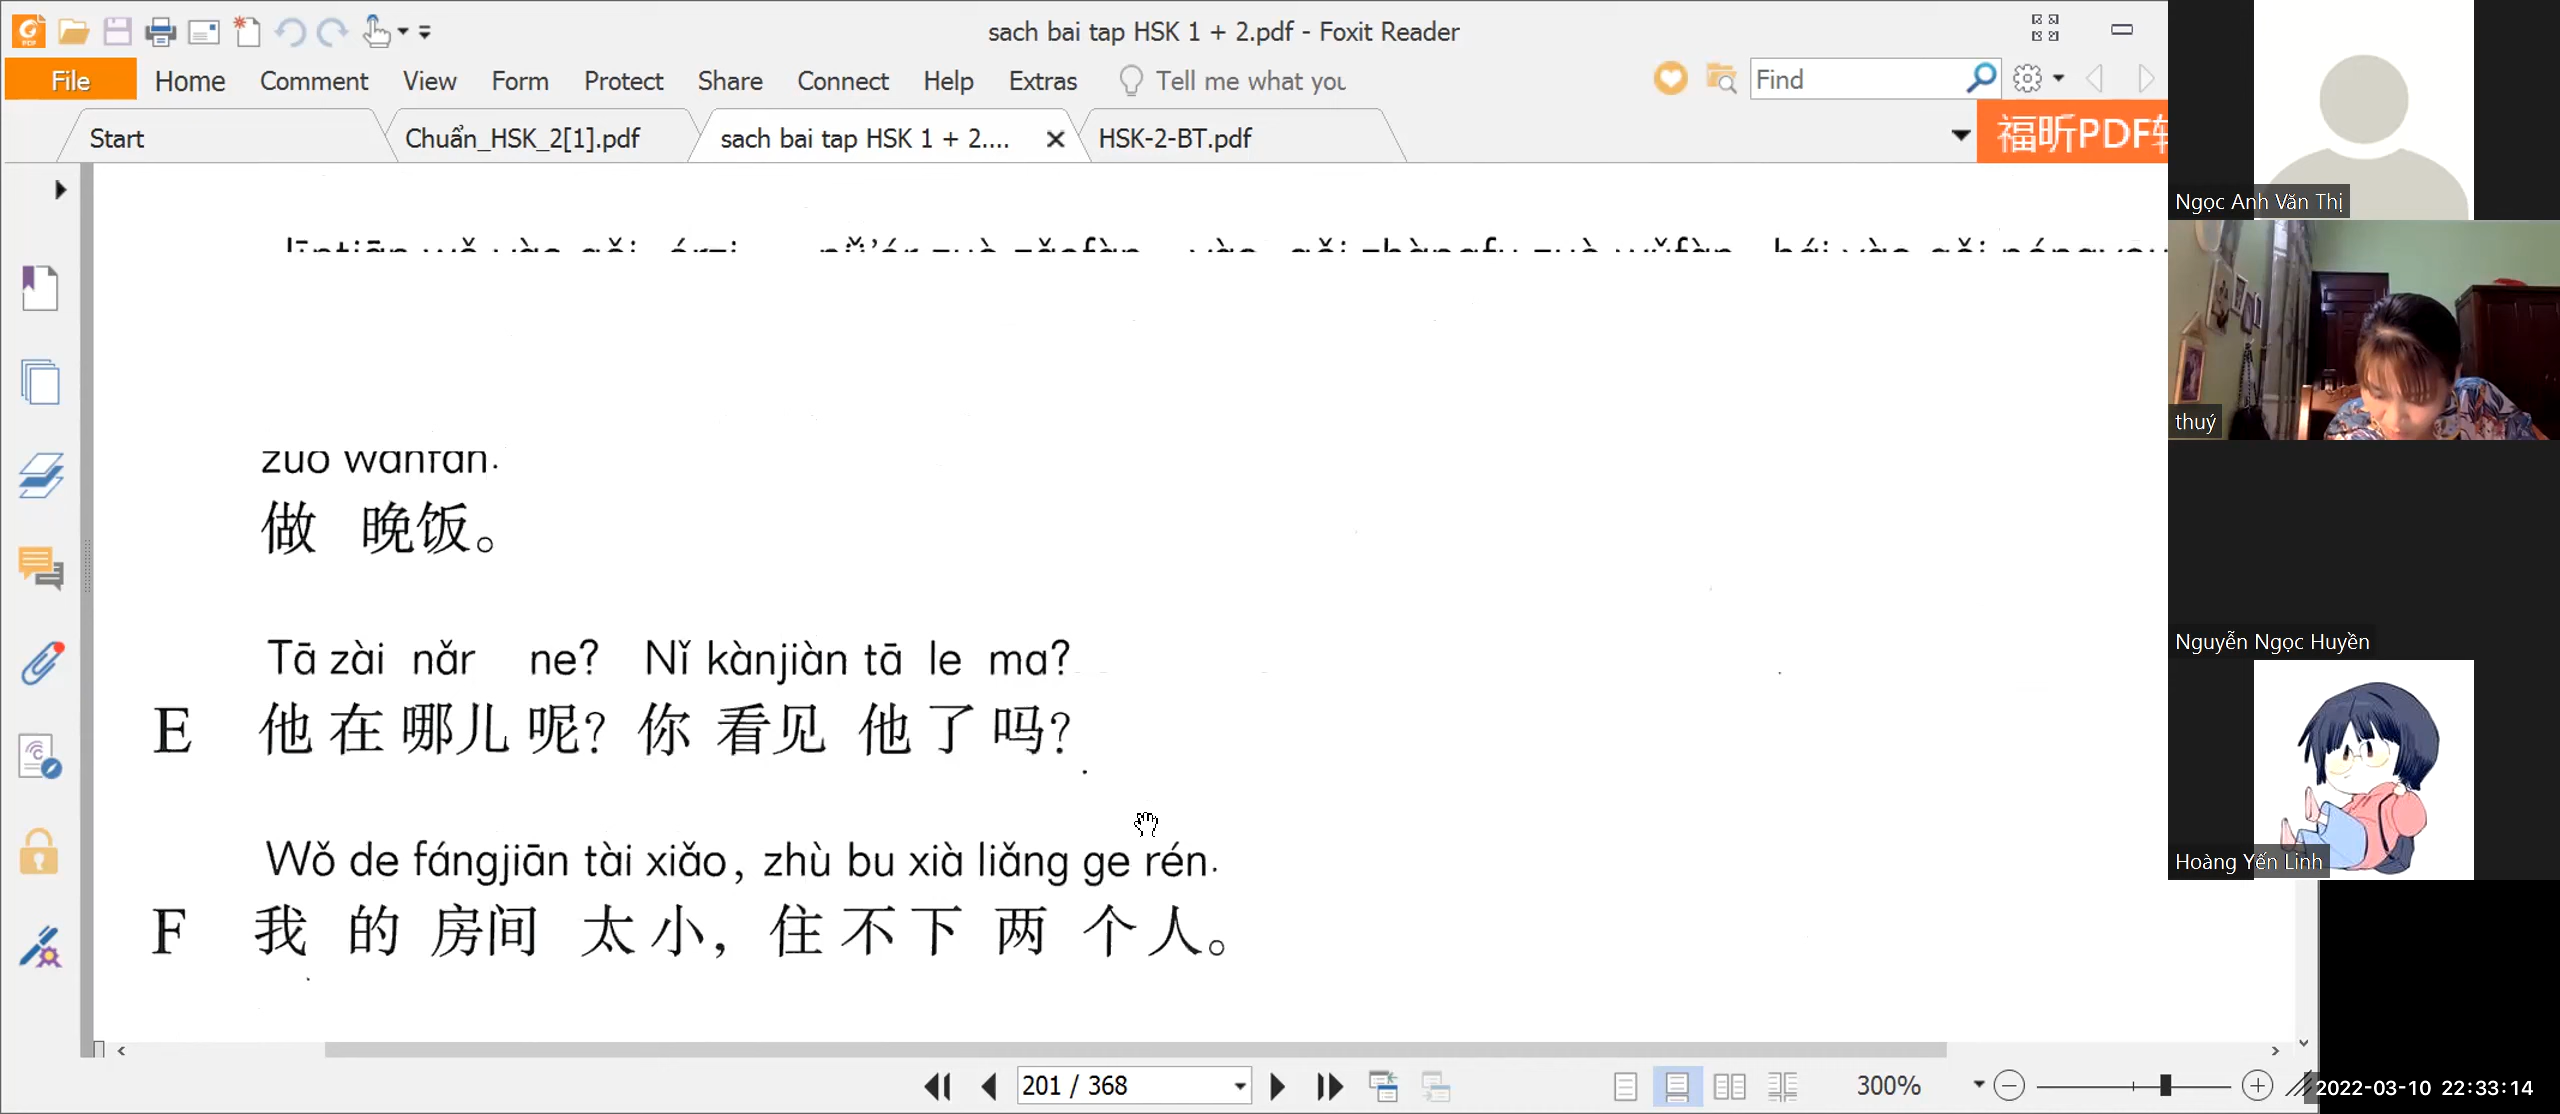 sach bai tap HSK 1 + 2.pdf - Foxit Reader
File Home Comment View Form Protect Share Connect Help Extras Tell me what you
Find
Start Chuẩn_HSK_2[1].pdf sach bai tap HSK 1 + 2.... HSK-2-BT.pdf
福昕PDF
zuò wǎnfàn.
做 晚饭。
Tā zài nǎr ne? Nǐ kànjiàn tā le ma?
E 他在哪儿呢? 你看见他了吗?
Wǒ de fángjiān tài xiǎo, zhù bu xià liǎng ge rén.
F 我的房间太小, 住不下两个人。
201 / 368
300%
Ngọc Anh Văn Thị
thuý
Nguyễn Ngọc Huyền
Hoàng Yến Linh
2022-03-10 22:33:14